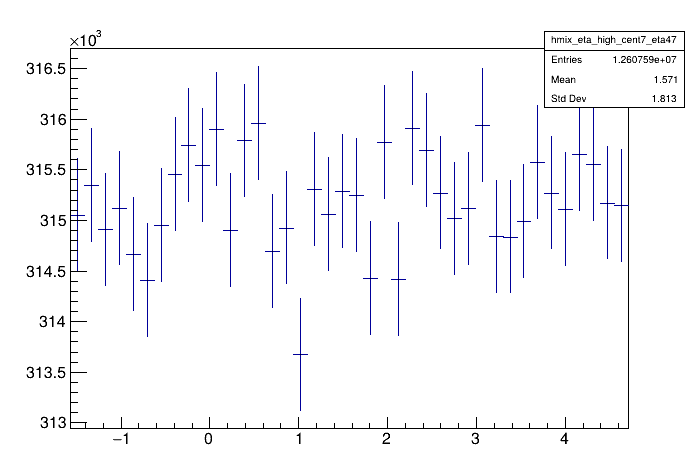 ×10³
hmix_eta_high_cent7_eta47
Entries 1.260759e+07
Mean 1.571
Std Dev 1.813
316.5
316
315.5
315
314.5
314
313.5
313
−1 0 1 2 3 4